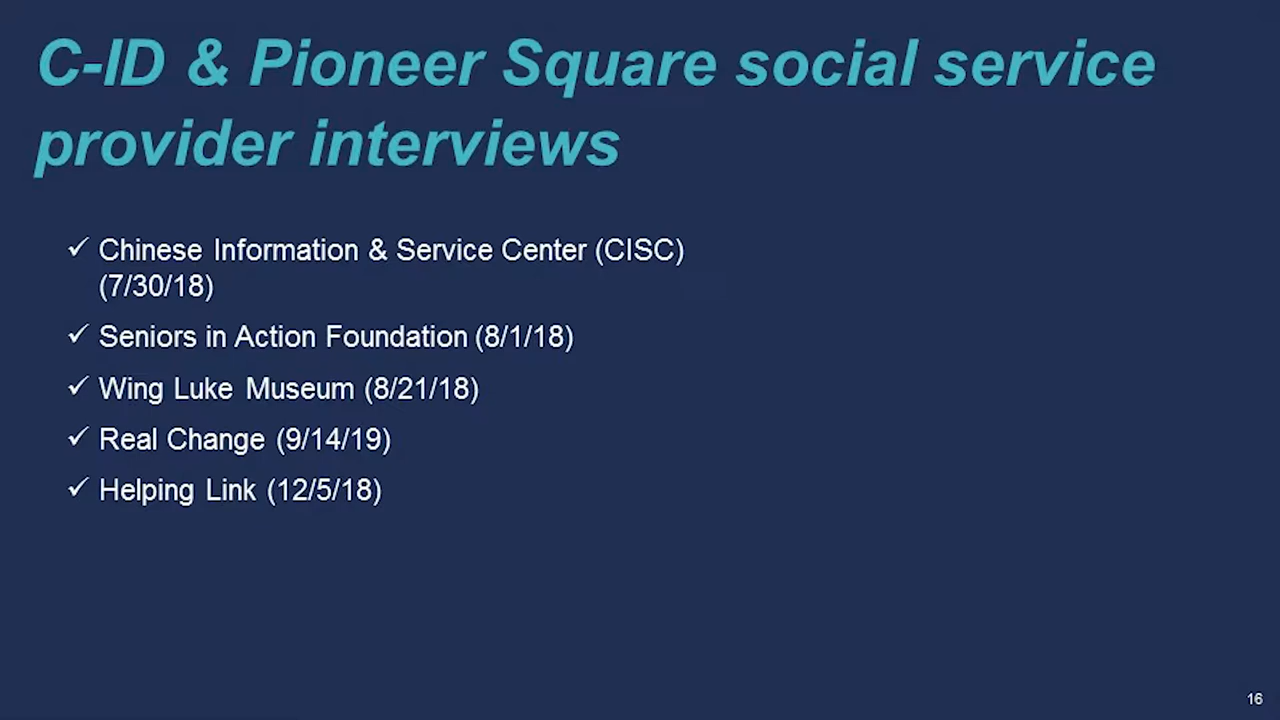 C-ID & Pioneer Square social service
provider interviews
✓ Chinese Information & Service Center (CISC)
(7/30/18)
✓ Seniors in Action Foundation (8/1/18)
✓ Wing Luke Museum (8/21/18)
✓ Real Change (9/14/19)
✓ Helping Link (12/5/18)
16